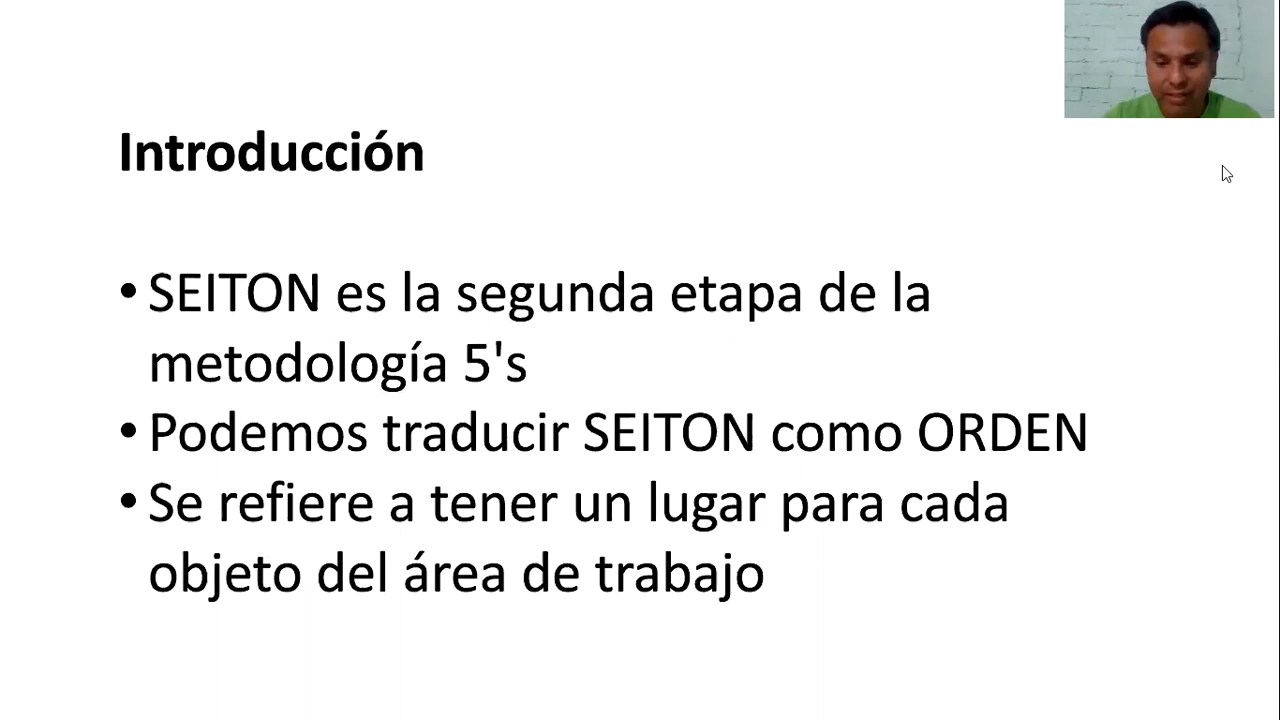 Introducción
• SEITON es la segunda etapa de la
metodología 5's
• Podemos traducir SEITON como ORDEN
• Se refiere a tener un lugar para cada
objeto del área de trabajo